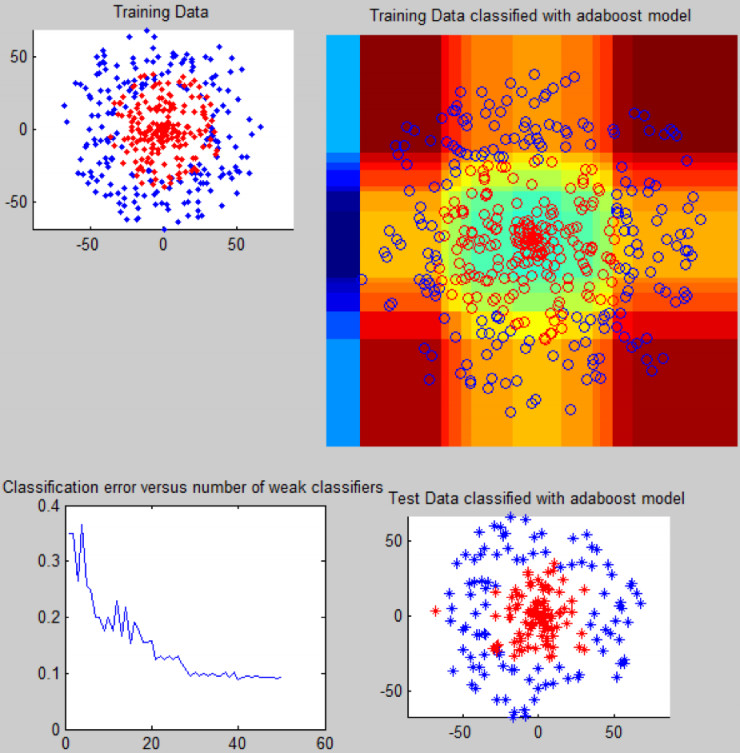 Training Data
50
0
-50
-50 0 50
Training Data classified with adaboost model
Classification error versus number of weak classifiers
0.4
0.3
0.2
0.1
0
0 20 40 60
Test Data classified with adaboost model
50
0
-50
-50 0 50